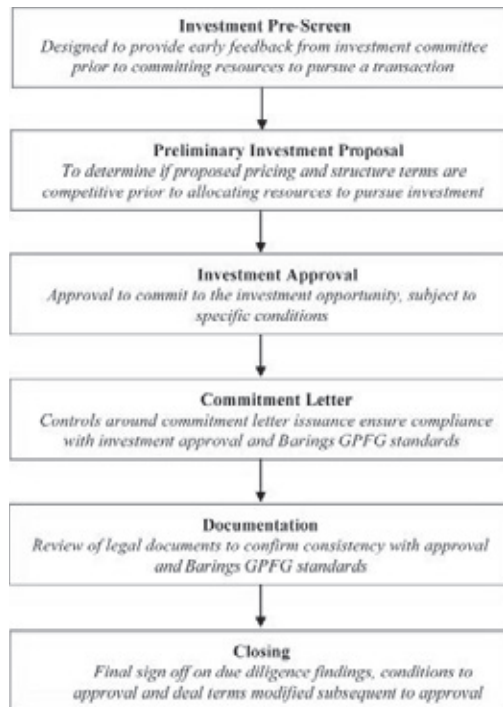 Investment Pre-Screen
Designed to provide early feedback from investment committee
prior to committing resources to pursue a transaction
Preliminary Investment Proposal
To determine if proposed pricing and structure terms are
competitive prior to allocating resources to pursue investment
Investment Approval
Approval to commit to the investment opportunity, subject to
specific conditions
Commitment Letter
Controls around commitment letter issuance ensure compliance
with investment approval and Barings GPFG standards
Documentation
Review of legal documents to confirm consistency with approval
and Barings GPFG standards
Closing
Final sign off on due diligence findings, conditions to
approval and deal terms modified subsequent to approval